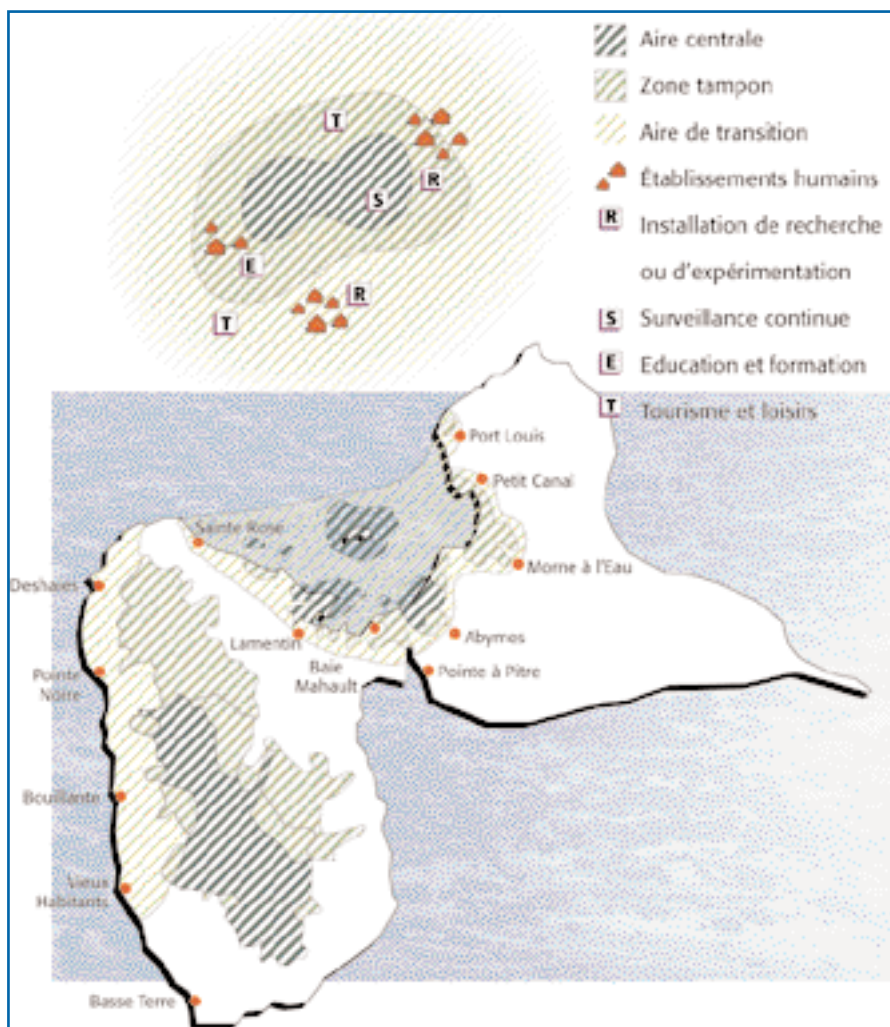 Aire centrale
Zone tampon
Aire de transition
Établissements humains
R Installation de recherche
ou d'expérimentation
S Surveillance continue
E Education et formation
T Tourisme et loisirs
T
R
S
E
R
T
Port Louis
Petit Canal
Sainte Rose
Morne à l'Eau
Deshaies
Lamentin
Abymes
Baie
Mahault
Pointe à Pitre
Pointe
Noire
Bouillante
Vieux
Habitants
Basse Terre